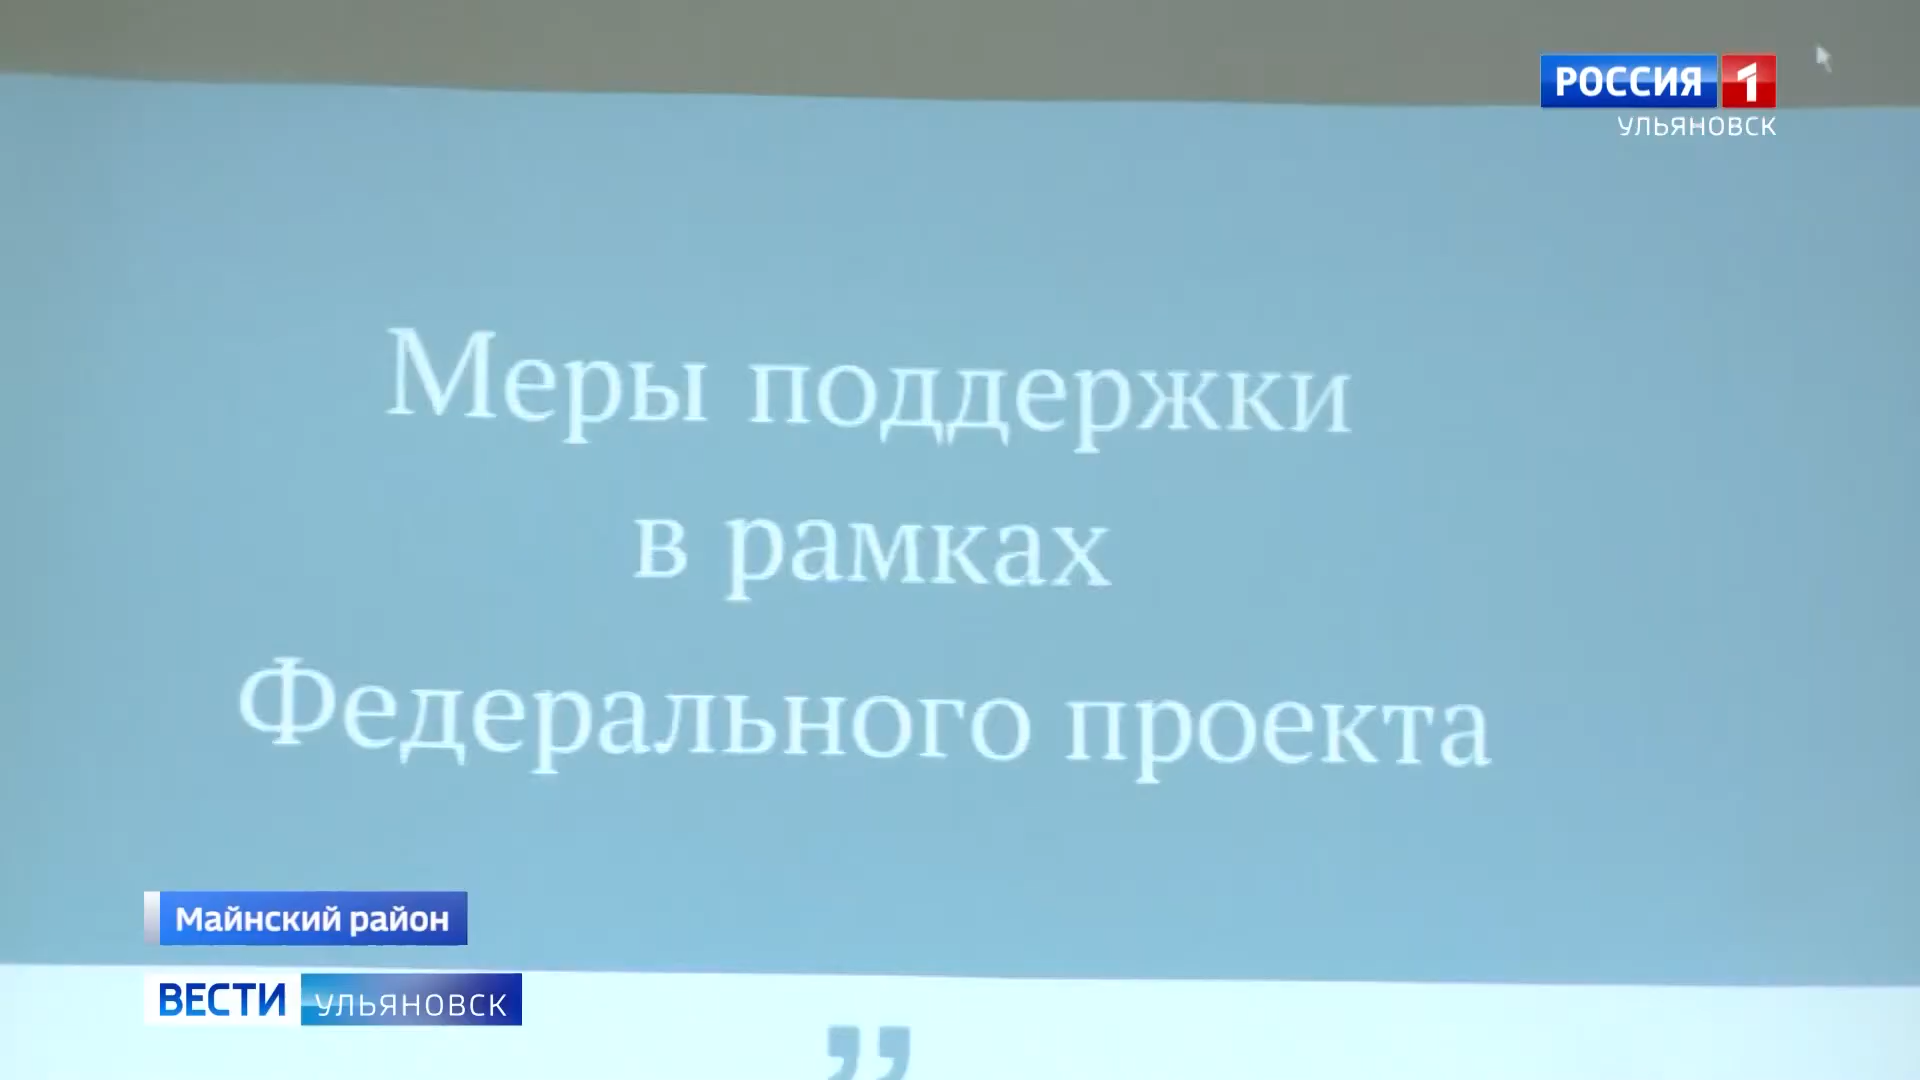 РОССИЯ 1
УЛЬЯНОВСК
Меры поддержки
в рамках
Федерального проекта
Майнский район
ВЕСТИ УЛЬЯНОВСК
”